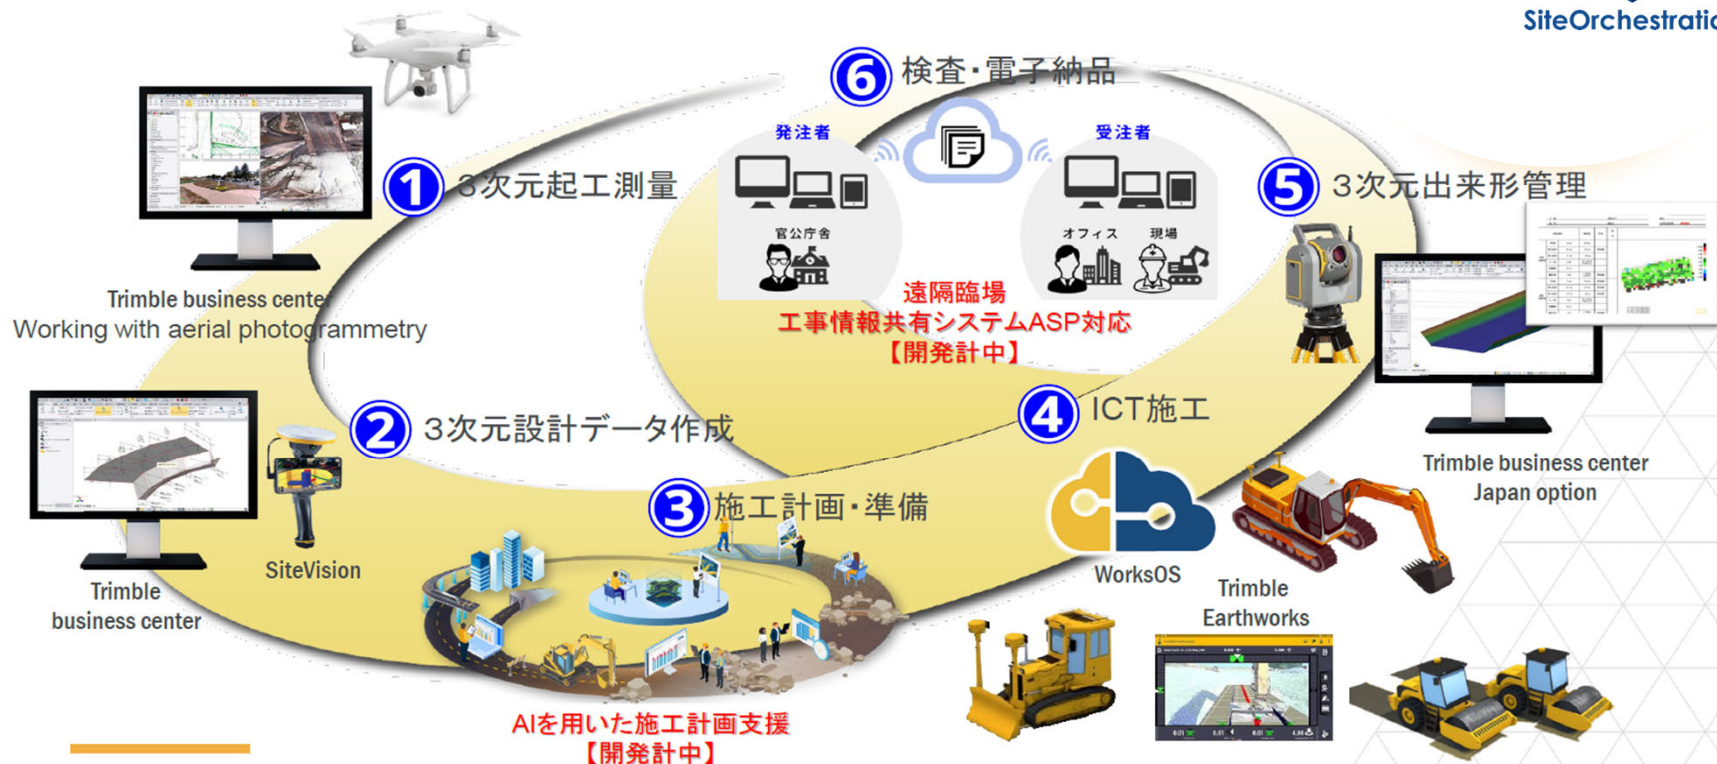 SiteOrchestratio
6 検査・電子納品
発注者
受注者
1 3次元起工測量
5 3次元出来形管理
官公庁舎
オフィス 現場
遠隔臨場
工事情報共有システムASP対応
【開発計中】
Trimble business center
Working with aerial photogrammetry
2 3次元設計データ作成
4 ICT施工
Trimble business center
Japan option
3 施工計画・準備
SiteVision
WorksOS
Trimble
business center
Trimble
Earthworks
AIを用いた施工計画支援
【開発計中】